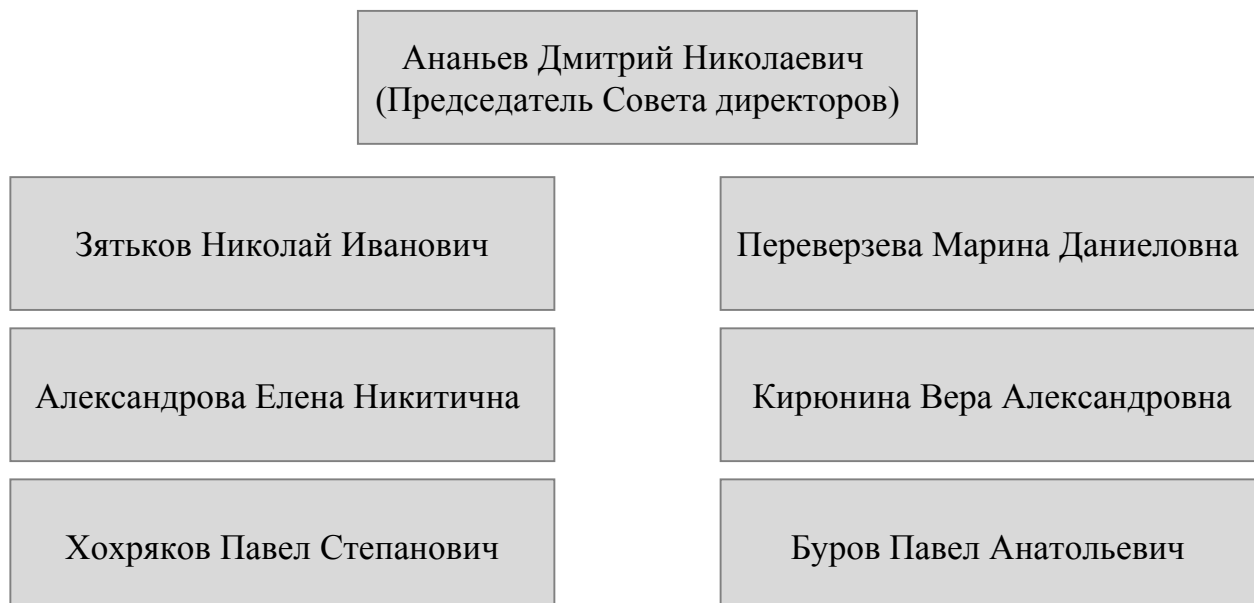 Ананьев Дмитрий Николаевич
(Председатель Совета директоров)
Зятьков Николай Иванович
Переверзева Марина Даниеловна
Александрова Елена Никитична
Кирюнина Вера Александровна
Хохряков Павел Степанович
Буров Павел Анатольевич